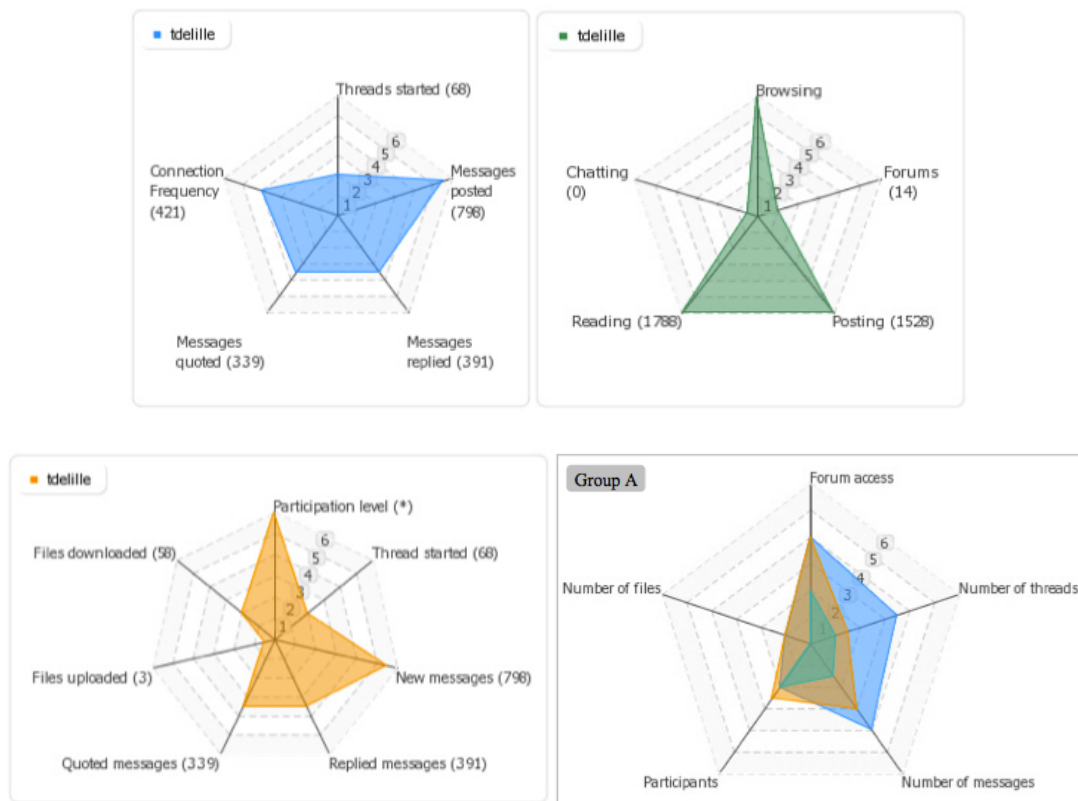 tdelille
Threads started (68)
6
5
4
3
2
1
Connection
Frequency
(421)
Messages
posted
(798)
Messages
quoted (339)
Messages
replied (391)
tdelille
Browsing
6
5
4
3
2
1
Chatting
(0)
Forums
(14)
Reading (1788)
Posting (1528)
tdelille
Participation level (*)
6
5
4
3
2
1
Files downloaded (58)
Thread started (68)
Files uploaded (3)
New messages (798)
Quoted messages (339)
Replied messages (391)
Group A
Forum access
6
5
4
3
2
1
Number of files
Number of threads
Participants
Number of messages